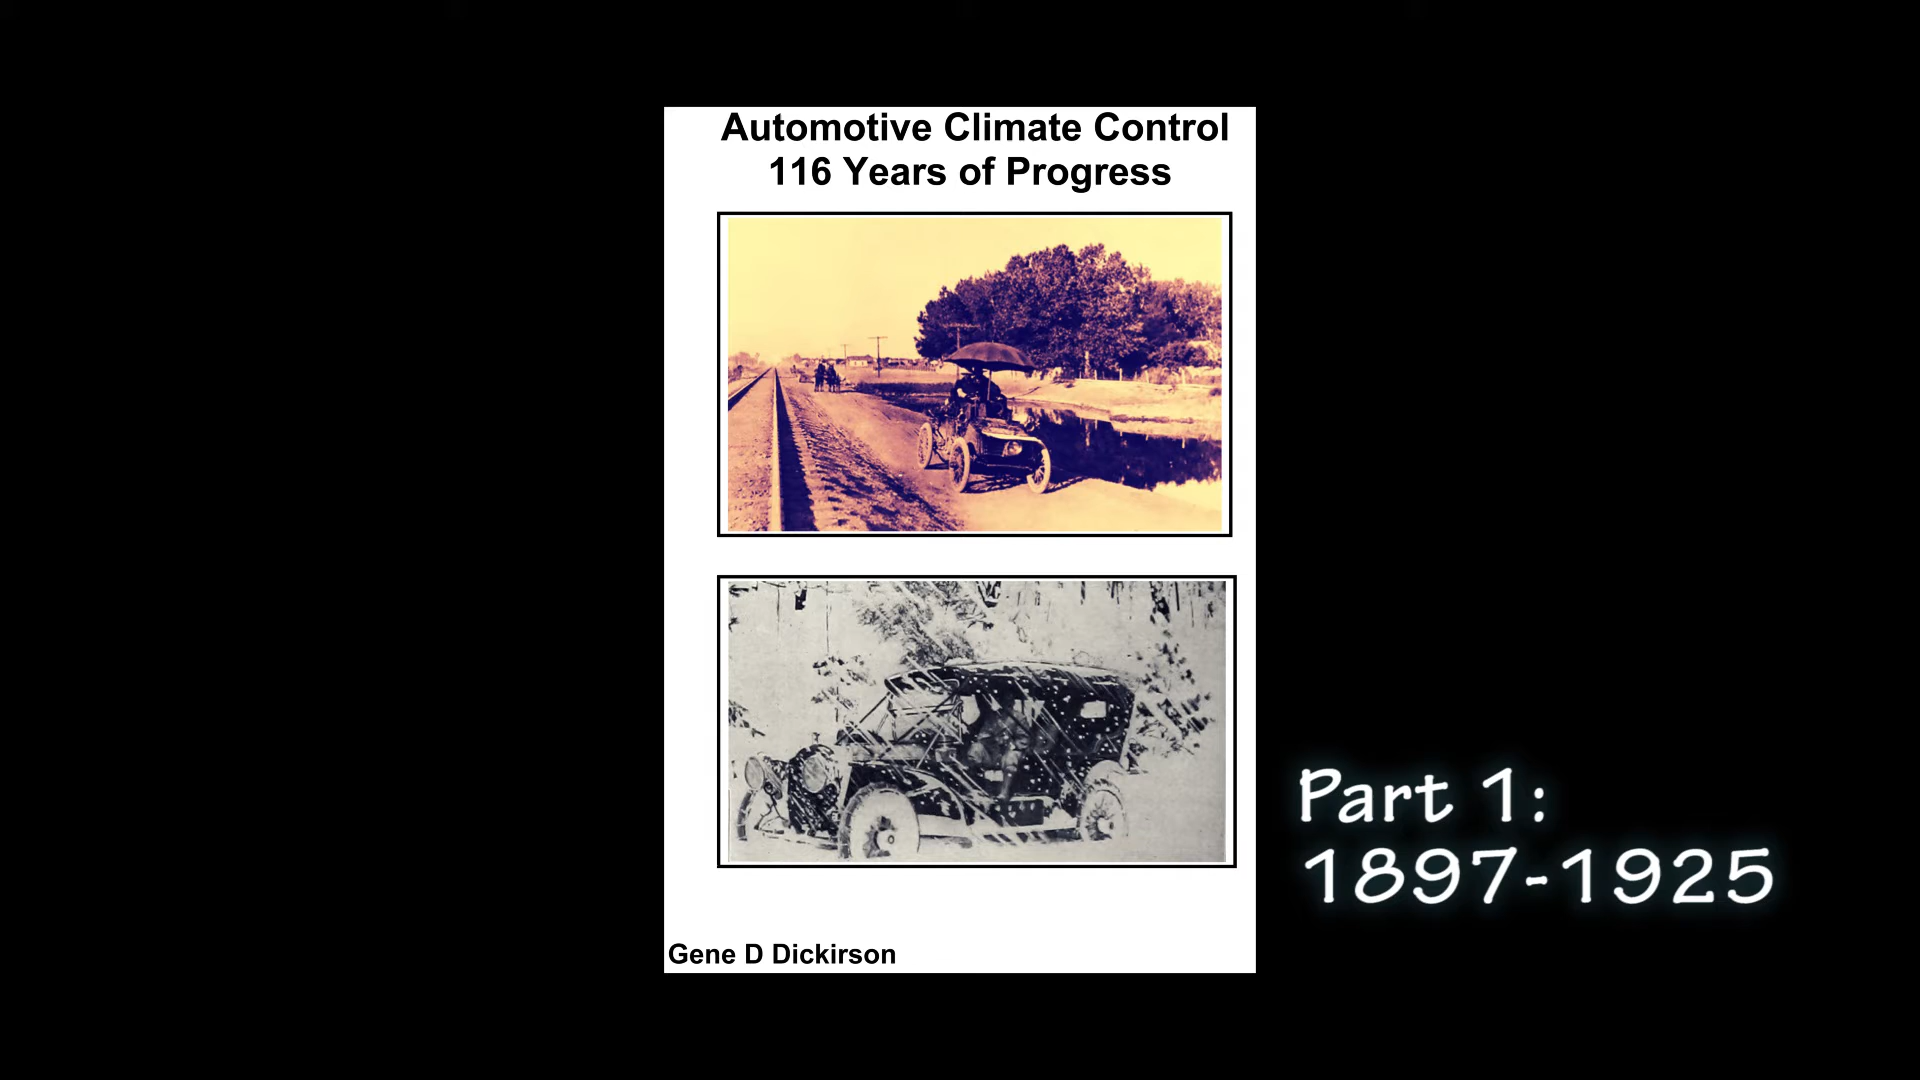 Automotive Climate Control
116 Years of Progress
Gene D Dickirson
Part 1:
1897-1925